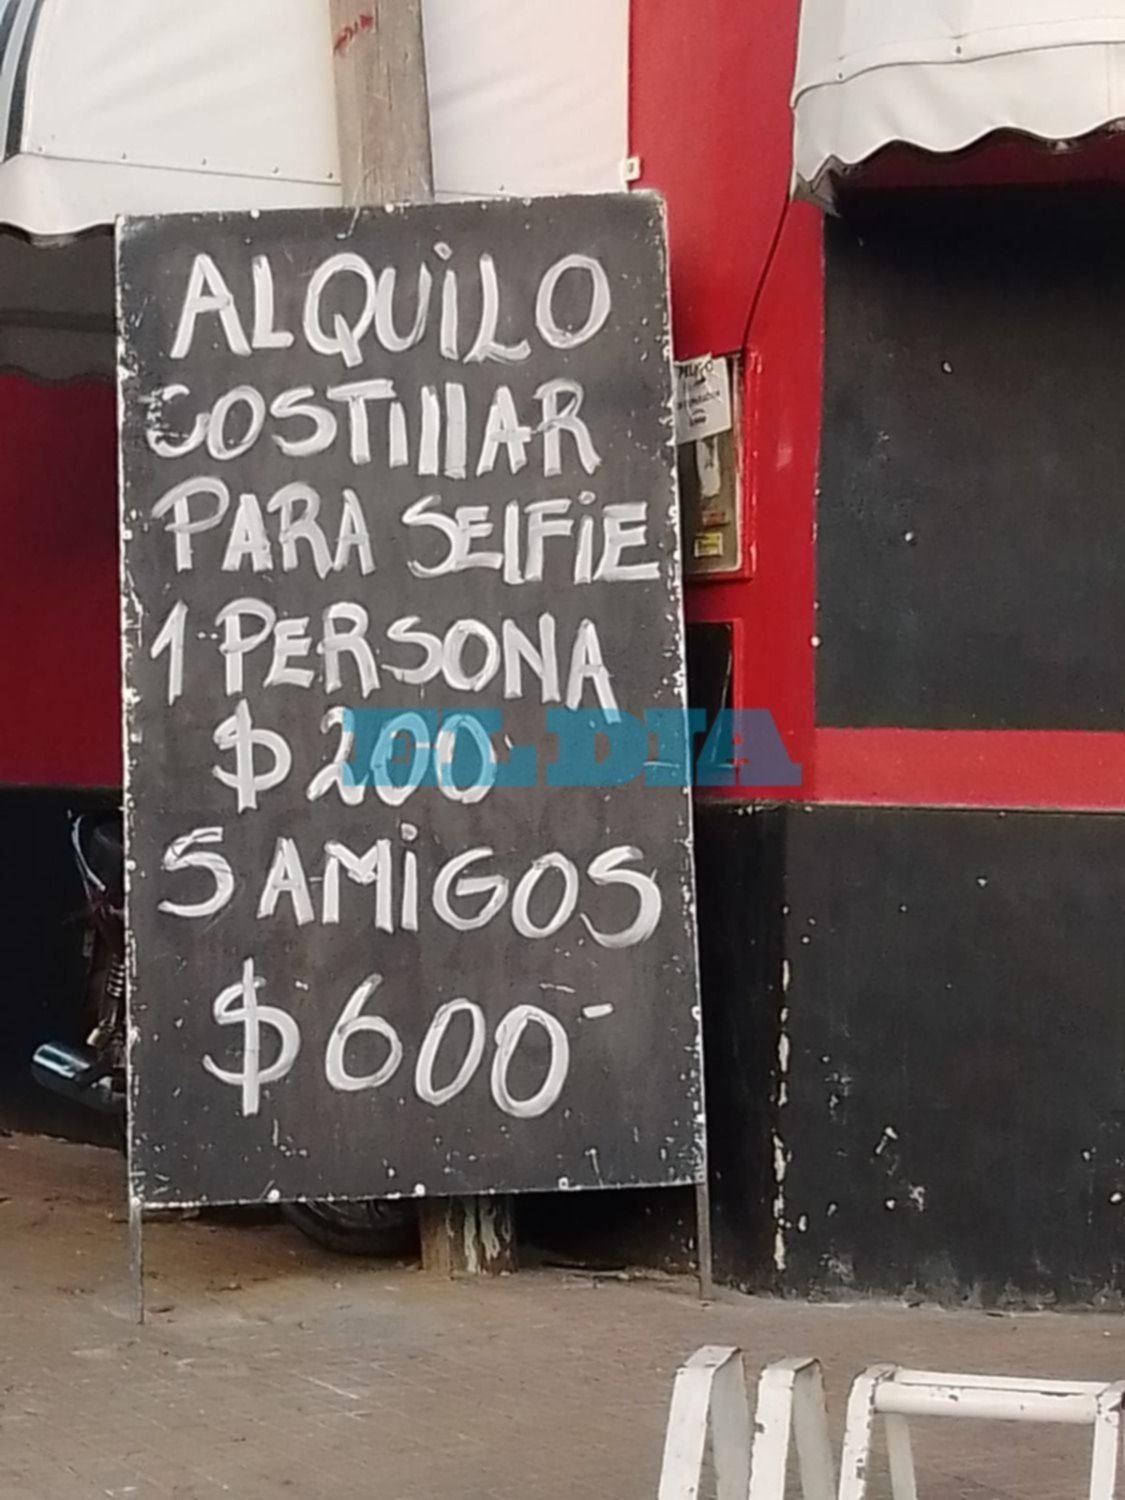 ALQUILO
COSTILLAR
PARA SELFIE
1 PERSONA
$ 200
EL DIA
5 AMIGOS
$ 600-